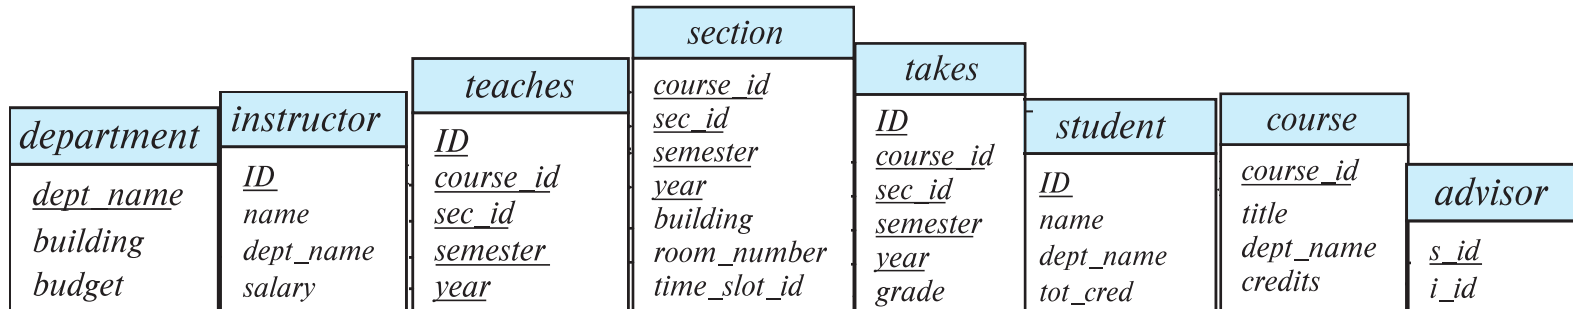 department
dept_name
building
budget
instructor
ID
name
dept_name
salary
teaches
ID
course_id
sec_id
semester
year
section
course_id
sec_id
semester
year
building
room_number
time_slot_id
takes
ID
course_id
sec_id
semester
year
grade
student
ID
name
dept_name
tot_cred
course
course_id
title
dept_name
credits
advisor
s_id
i_id